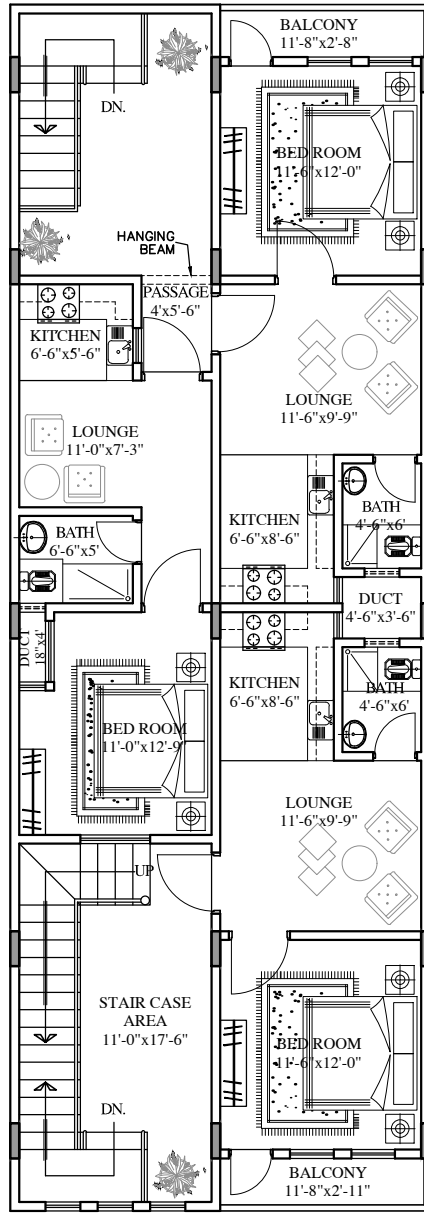 BALCONY
11'-8"x2'-8"
DN.
BED ROOM
11'-6"x12'-0"
HANGING
BEAM
PASSAGE
4'x5'-6"
KITCHEN
6'-6"x5'-6"
LOUNGE
11'-6"x9'-9"
LOUNGE
11'-0"x7'-3"
BATH
4'-6"x6'
KITCHEN
6'-6"x8'-6"
BATH
6'-6"x5'
DUCT
4'-6"x3'-6"
DUCT
18"x4'
KITCHEN
6'-6"x8'-6"
BATH
4'-6"x6'
BED ROOM
11'-0"x12'-9"
LOUNGE
11'-6"x9'-9"
UP
STAIR CASE
AREA
11'-0"x17'-6"
BED ROOM
11'-6"x12'-0"
DN.
BALCONY
11'-8"x2'-11"